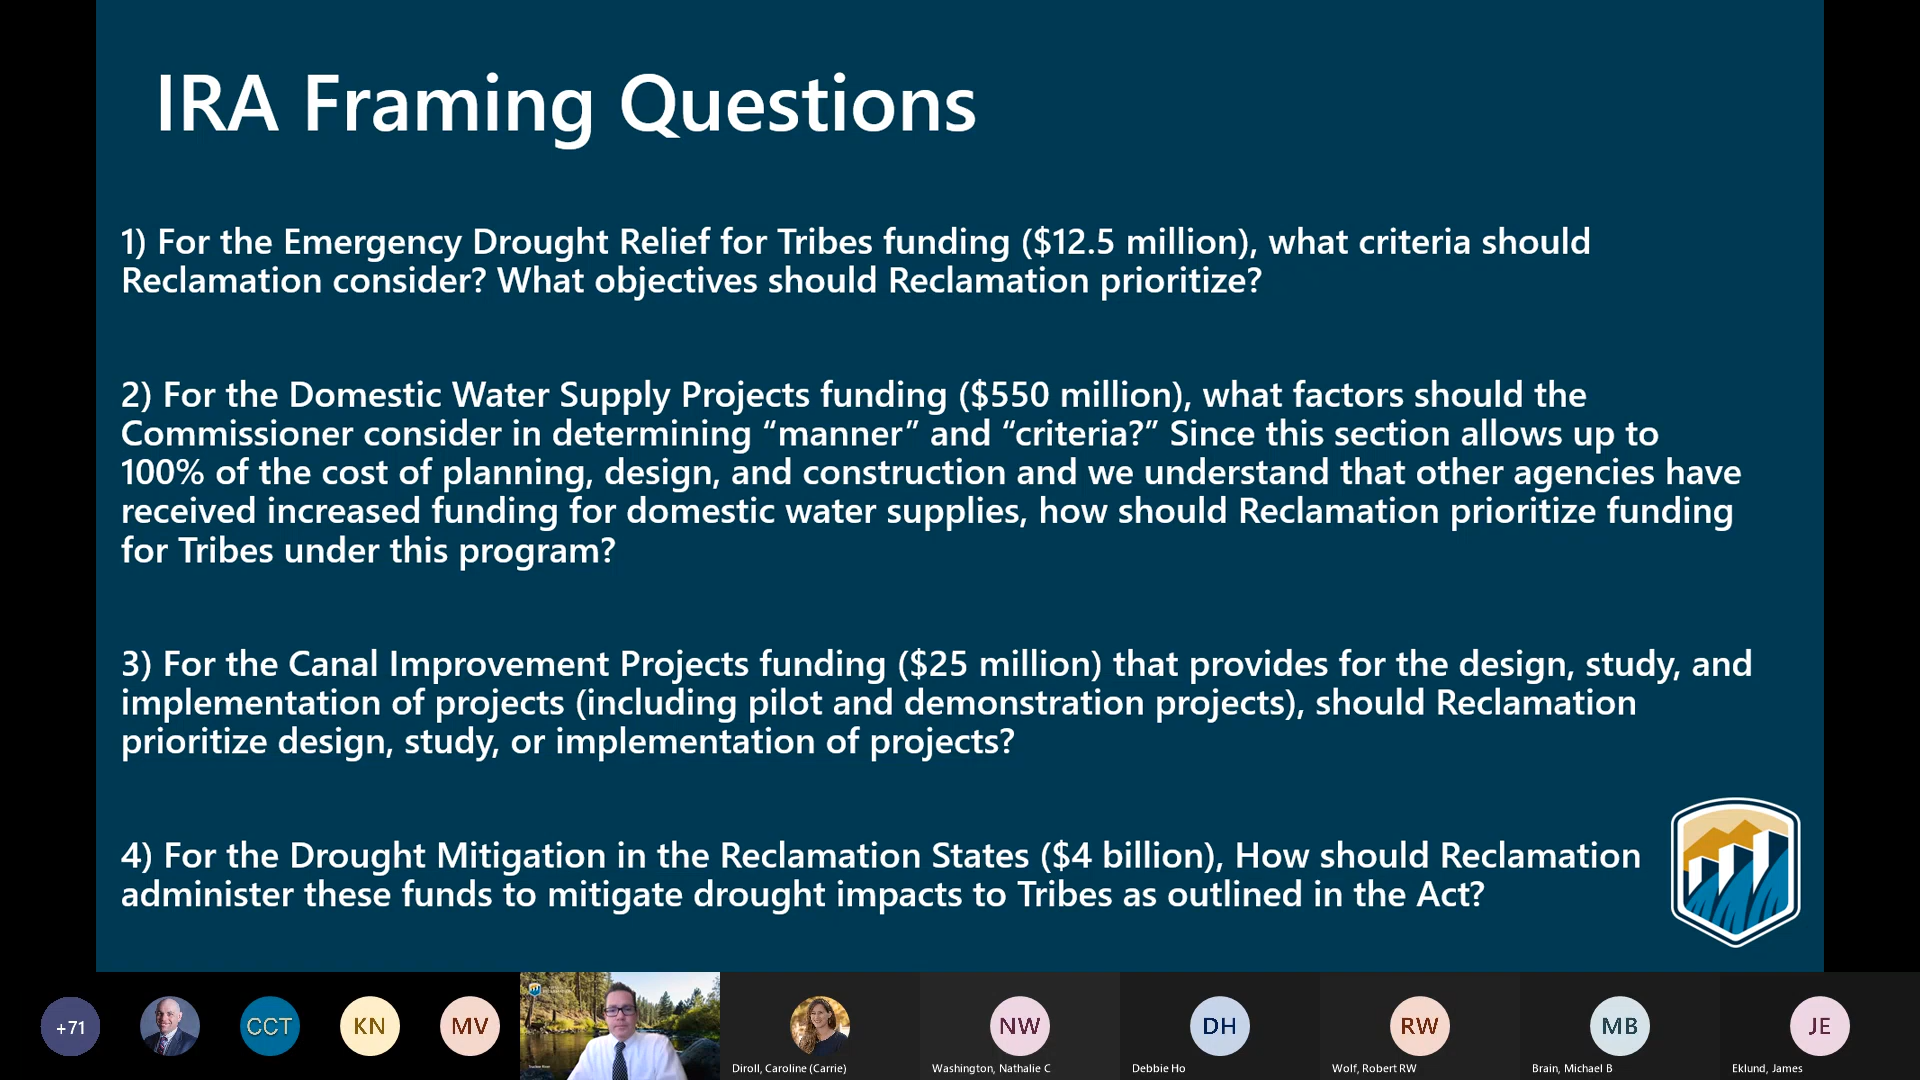 IRA Framing Questions
1) For the Emergency Drought Relief for Tribes funding ($12.5 million), what criteria should
Reclamation consider? What objectives should Reclamation prioritize?
2) For the Domestic Water Supply Projects funding ($550 million), what factors should the
Commissioner consider in determining “manner” and “criteria?” Since this section allows up to
100% of the cost of planning, design, and construction and we understand that other agencies have
received increased funding for domestic water supplies, how should Reclamation prioritize funding
for Tribes under this program?
3) For the Canal Improvement Projects funding ($25 million) that provides for the design, study, and
implementation of projects (including pilot and demonstration projects), should Reclamation
prioritize design, study, or implementation of projects?
4) For the Drought Mitigation in the Reclamation States ($4 billion), How should Reclamation
administer these funds to mitigate drought impacts to Tribes as outlined in the Act?
+71
CCT
KN
MV
NW
DH
RW
MB
JE
Diroll, Caroline (Carrie)
Washington, Nathalie C
Debbie Ho
Wolf, Robert RW
Brain, Michael B
Eklund, James